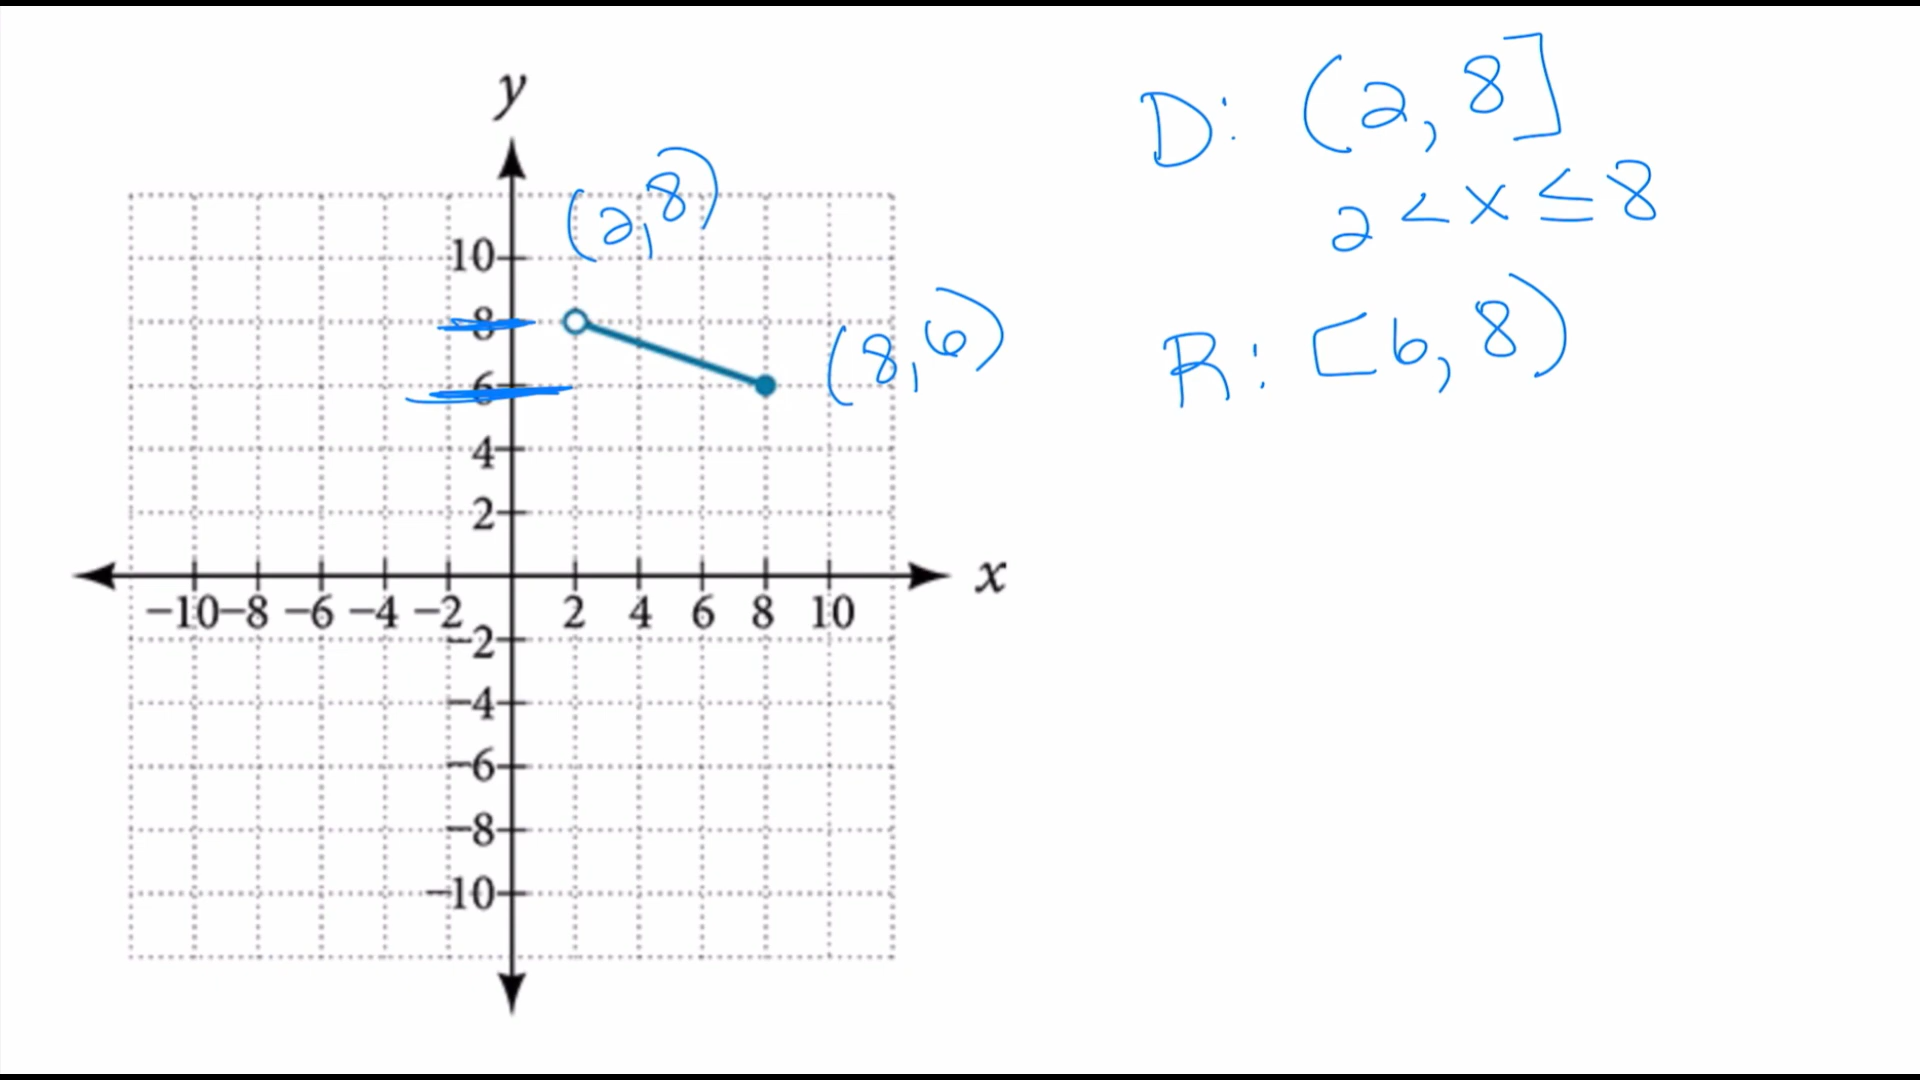 y
D: (2, 8]
2 < x ≤ 8
(2,8)
10
8
R: [6, 8)
(8,6)
6
4
2
x
−10 −8 −6 −4 −2 2 4 6 8 10
−2
−4
−6
−8
−10